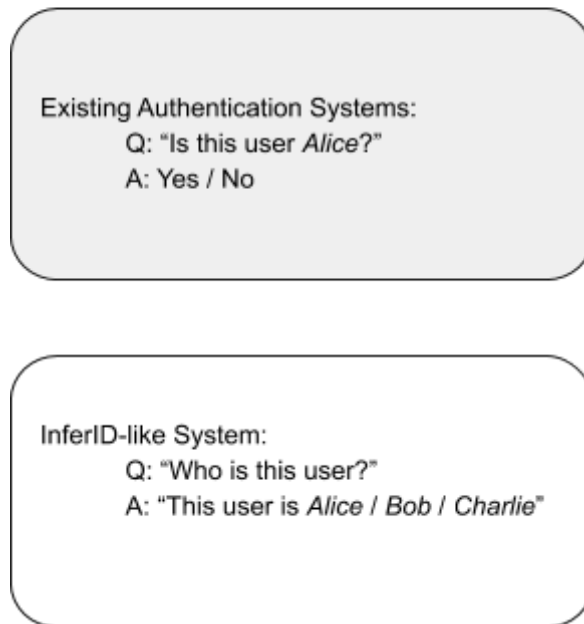 Existing Authentication Systems:
Q: “Is this user Alice?”
A: Yes / No
InferID-like System:
Q: “Who is this user?”
A: “This user is Alice / Bob / Charlie”